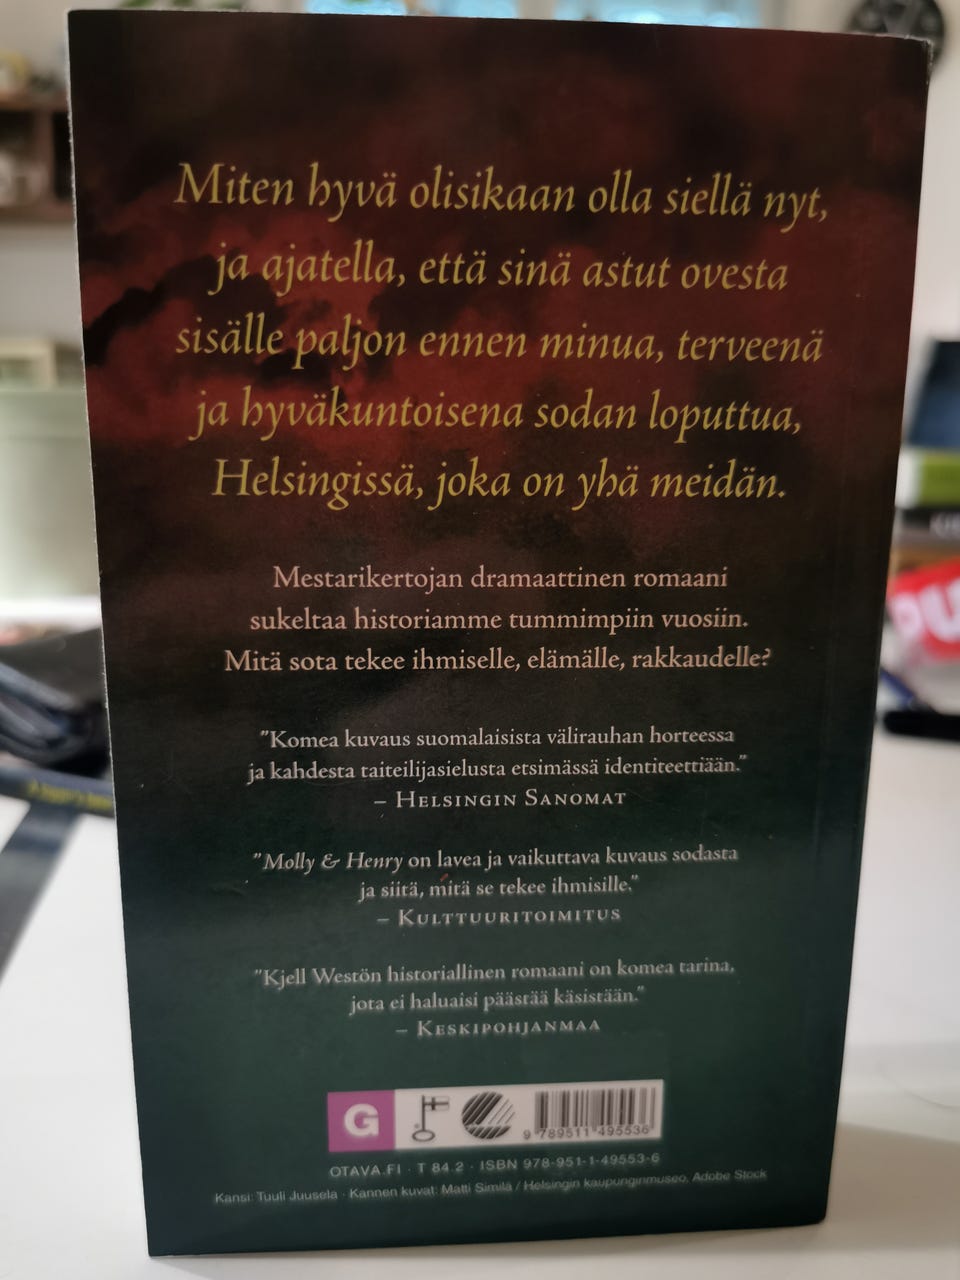 Miten hyvä olisikaan olla siellä nyt,
ja ajatella, että sinä astut ovesta
sisälle paljon ennen minua, terveenä
ja hyväkuntoisena sodan loputtua,
Helsingissä, joka on yhä meidän.
Mestarikertojan dramaattinen romaani
sukeltaa historiamme tummimpiin vuosiin.
Mitä sota tekee ihmiselle, elämälle, rakkaudelle?
"Komea kuvaus suomalaisista välirauhan horteessa
ja kahdesta taiteilijasielusta etsimässä identiteettiään."
– Helsingin Sanomat
"Molly & Henry on lavea ja vaikuttava kuvaus sodasta
ja siitä, mitä se tekee ihmisille."
– Kulttuuritoimitus
"Kjell Westön historiallinen romaani on komea tarina,
jota ei haluaisi päästää käsistään."
– Keskipohjanmaa
G
9 789511 495536
OTAVA.FI · T 84.2 · ISBN 978-951-1-49553-6
Kansi: Tuuli Juusela · Kannen kuvat: Matti Similä / Helsingin kaupunginmuseo, Adobe Stock